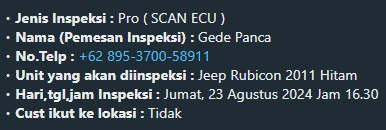 • Jenis Inspeksi : Pro ( SCAN ECU )
• Nama (Pemesan Inspeksi) : Gede Panca
• No.Telp : +62 895-3700-58911
• Unit yang akan diinspeksi : Jeep Rubicon 2011 Hitam
• Hari,tgl,jam Inspeksi : Jumat, 23 Agustus 2024 Jam 16.30
• Cust ikut ke lokasi : Tidak